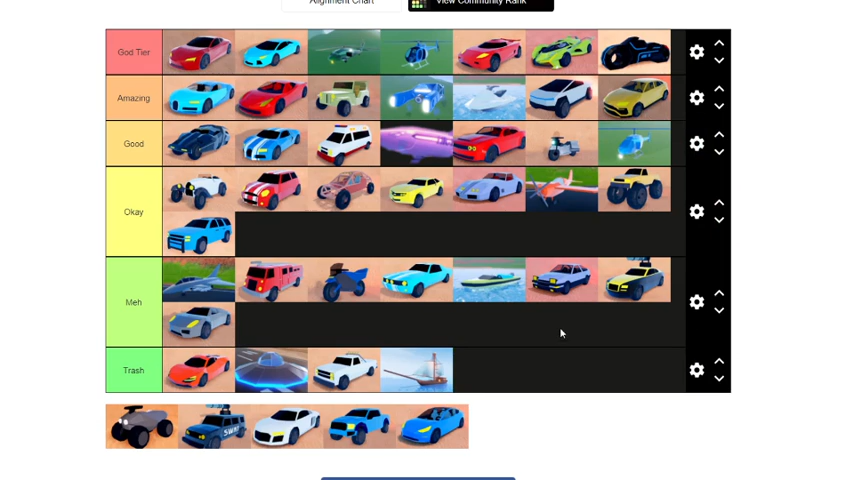 Alignment Chart
View Community Rank
God Tier
Amazing
Good
Okay
Meh
Trash
SWAT